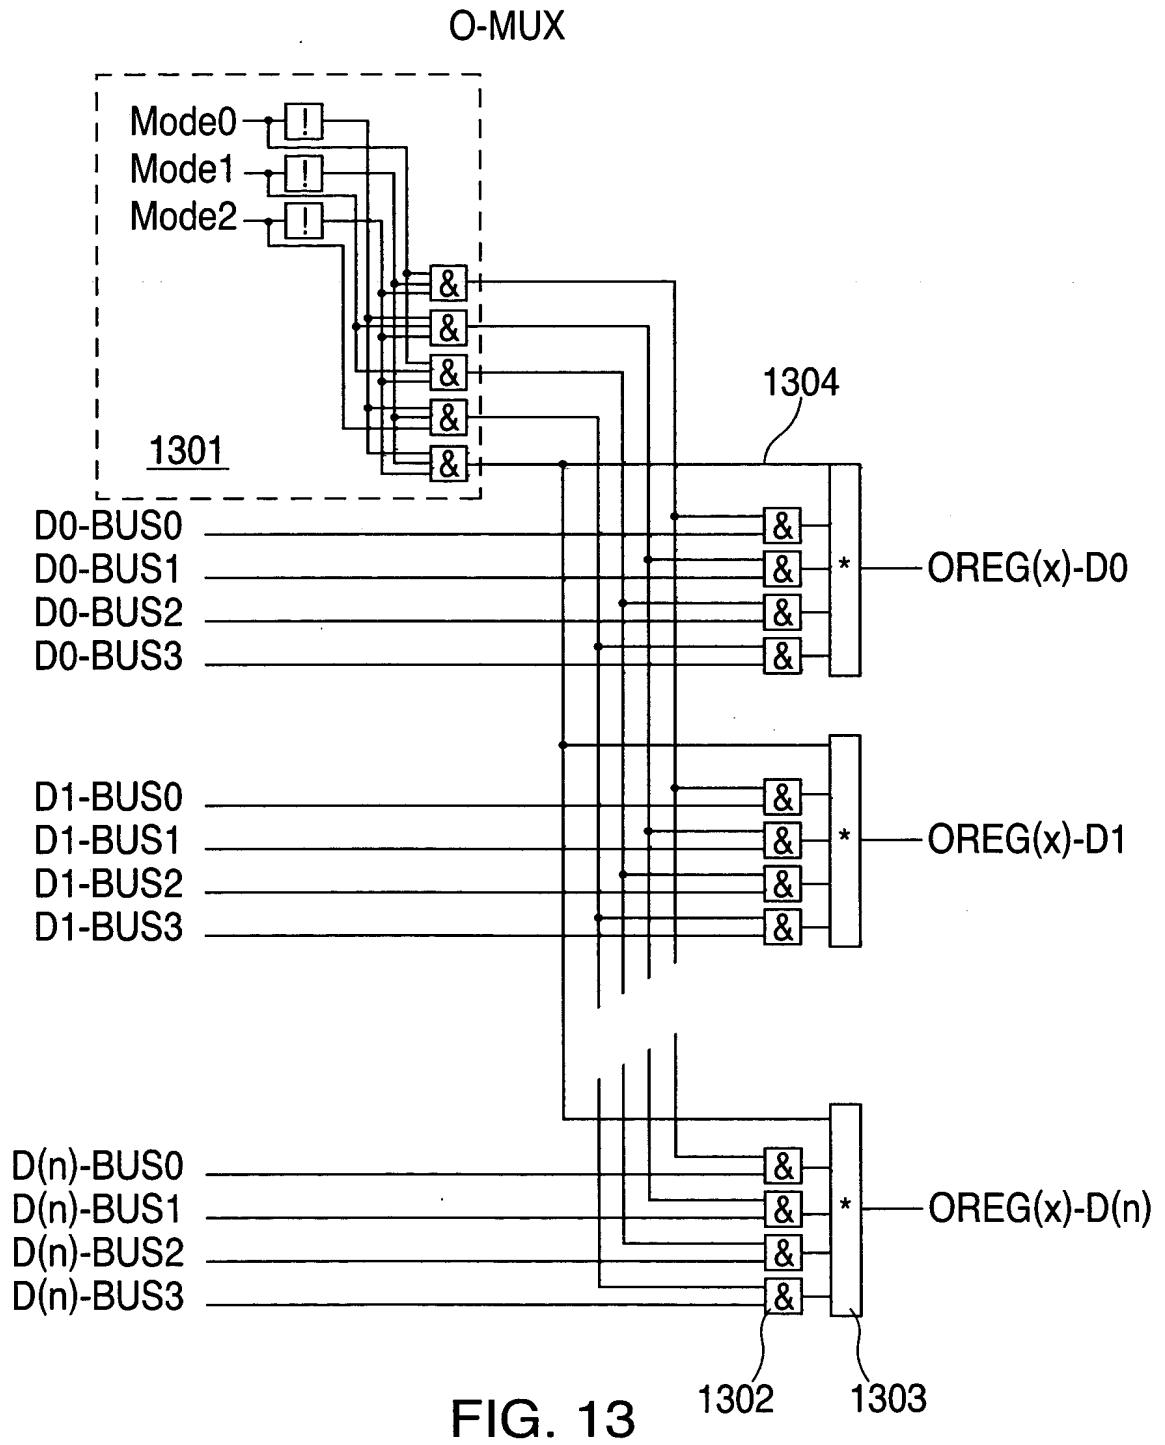 O-MUX
Mode0 !
Mode1 !
Mode2 !
&
&
&
&
&
1301
1304
D0-BUS0 &
D0-BUS1 & * OREG(x)-D0
D0-BUS2 &
D0-BUS3 &
D1-BUS0 &
D1-BUS1 & * OREG(x)-D1
D1-BUS2 &
D1-BUS3 &
D(n)-BUS0 &
D(n)-BUS1 & * OREG(x)-D(n)
D(n)-BUS2 &
D(n)-BUS3 &
1302 1303
FIG. 13